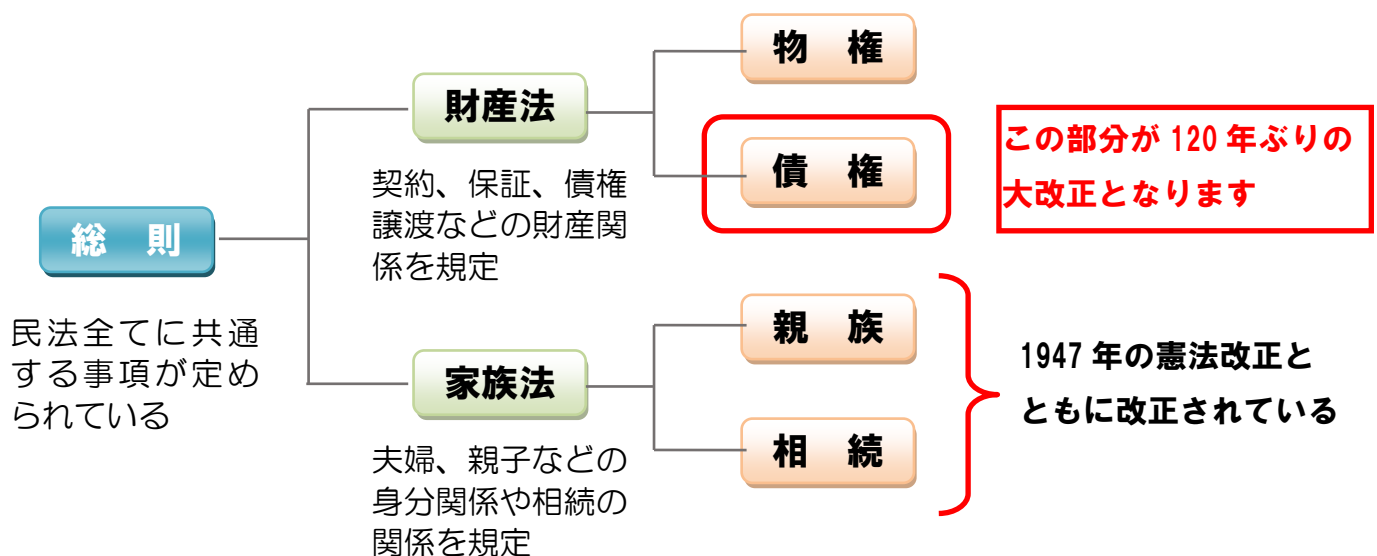 総　則
民法全てに共通
する事項が定め
られている
財産法
契約、保証、債権
譲渡などの財産関
係を規定
物　権
債　権
この部分が 120 年ぶりの
大改正となります
家族法
夫婦、親子などの
身分関係や相続の
関係を規定
親　族
相　続
1947 年の憲法改正と
ともに改正されている